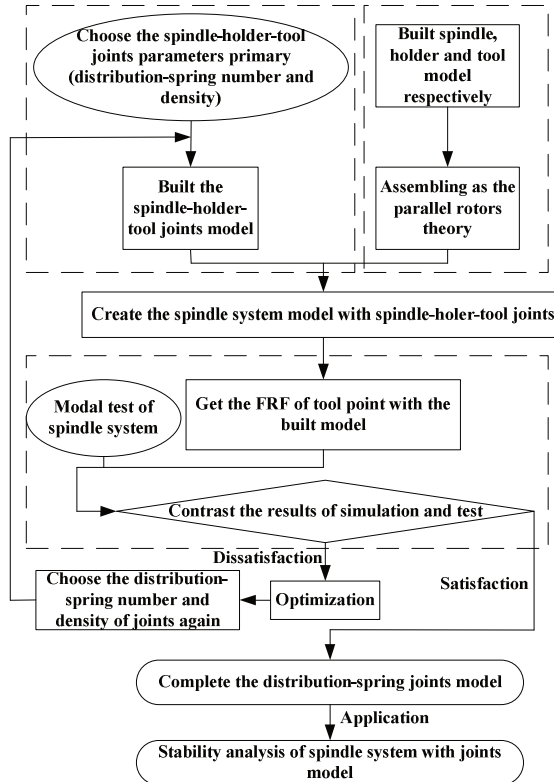 Choose the spindle-holder-tool
joints parameters primary
(distribution-spring number and
density)
Built spindle,
holder and tool
model
respectively
Built the
spindle-holder-
tool joints model
Assembling as the
parallel rotors
theory
Create the spindle system model with spindle-holer-tool joints
Modal test of
spindle system
Get the FRF of tool point with the
built model
Contrast the results of simulation and test
Dissatisfaction
Satisfaction
Choose the distribution-
spring number and
density of joints again
Optimization
Complete the distribution-spring joints model
Application
Stability analysis of spindle system with joints
model